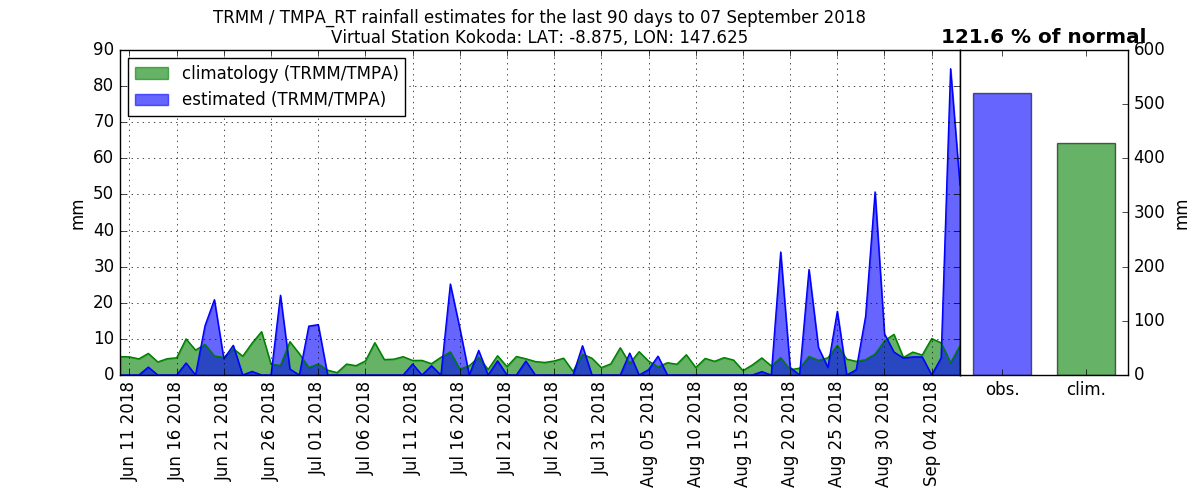 TRMM / TMPA_RT rainfall estimates for the last 90 days to 07 September 2018
Virtual Station Kokoda: LAT: -8.875, LON: 147.625
121.6 % of normal
climatology (TRMM/TMPA)
estimated (TRMM/TMPA)
90
80
70
60
50
40
30
20
10
0
mm
Jun 11 2018
Jun 16 2018
Jun 21 2018
Jun 26 2018
Jul 01 2018
Jul 06 2018
Jul 11 2018
Jul 16 2018
Jul 21 2018
Jul 26 2018
Jul 31 2018
Aug 05 2018
Aug 10 2018
Aug 15 2018
Aug 20 2018
Aug 25 2018
Aug 30 2018
Sep 04 2018
obs.
clim.
600
500
400
300
200
100
0
mm